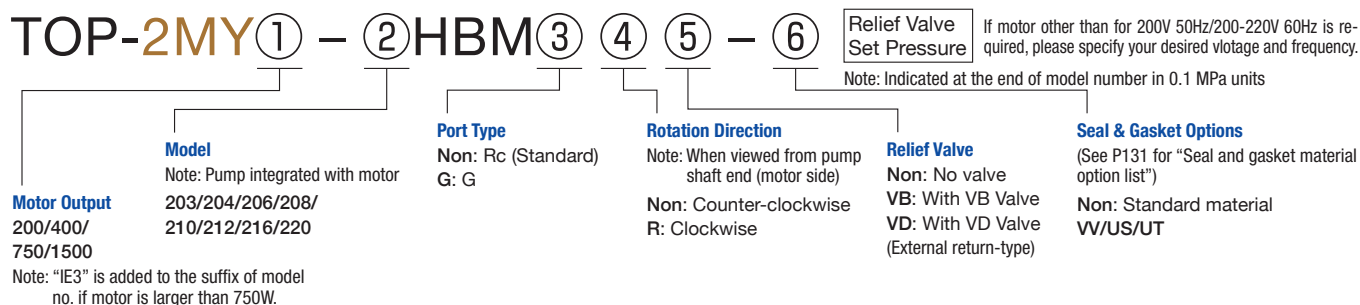 TOP-2MY① – ②HBM③ ④ ⑤ – ⑥
Relief Valve
Set Pressure
If motor other than for 200V 50Hz/200-220V 60Hz is re-
quired, please specify your desired vlotage and frequency.
Note: Indicated at the end of model number in 0.1 MPa units
Motor Output
200/400/
750/1500
Note: “IE3” is added to the suffix of model
no. if motor is larger than 750W.
Model
Note: Pump integrated with motor
203/204/206/208/
210/212/216/220
Port Type
Non: Rc (Standard)
G: G
Rotation Direction
Note: When viewed from pump
shaft end (motor side)
Non: Counter-clockwise
R: Clockwise
Relief Valve
Non: No valve
VB: With VB Valve
VD: With VD Valve
(External return-type)
Seal & Gasket Options
(See P131 for “Seal and gasket material
option list”)
Non: Standard material
VV/US/UT